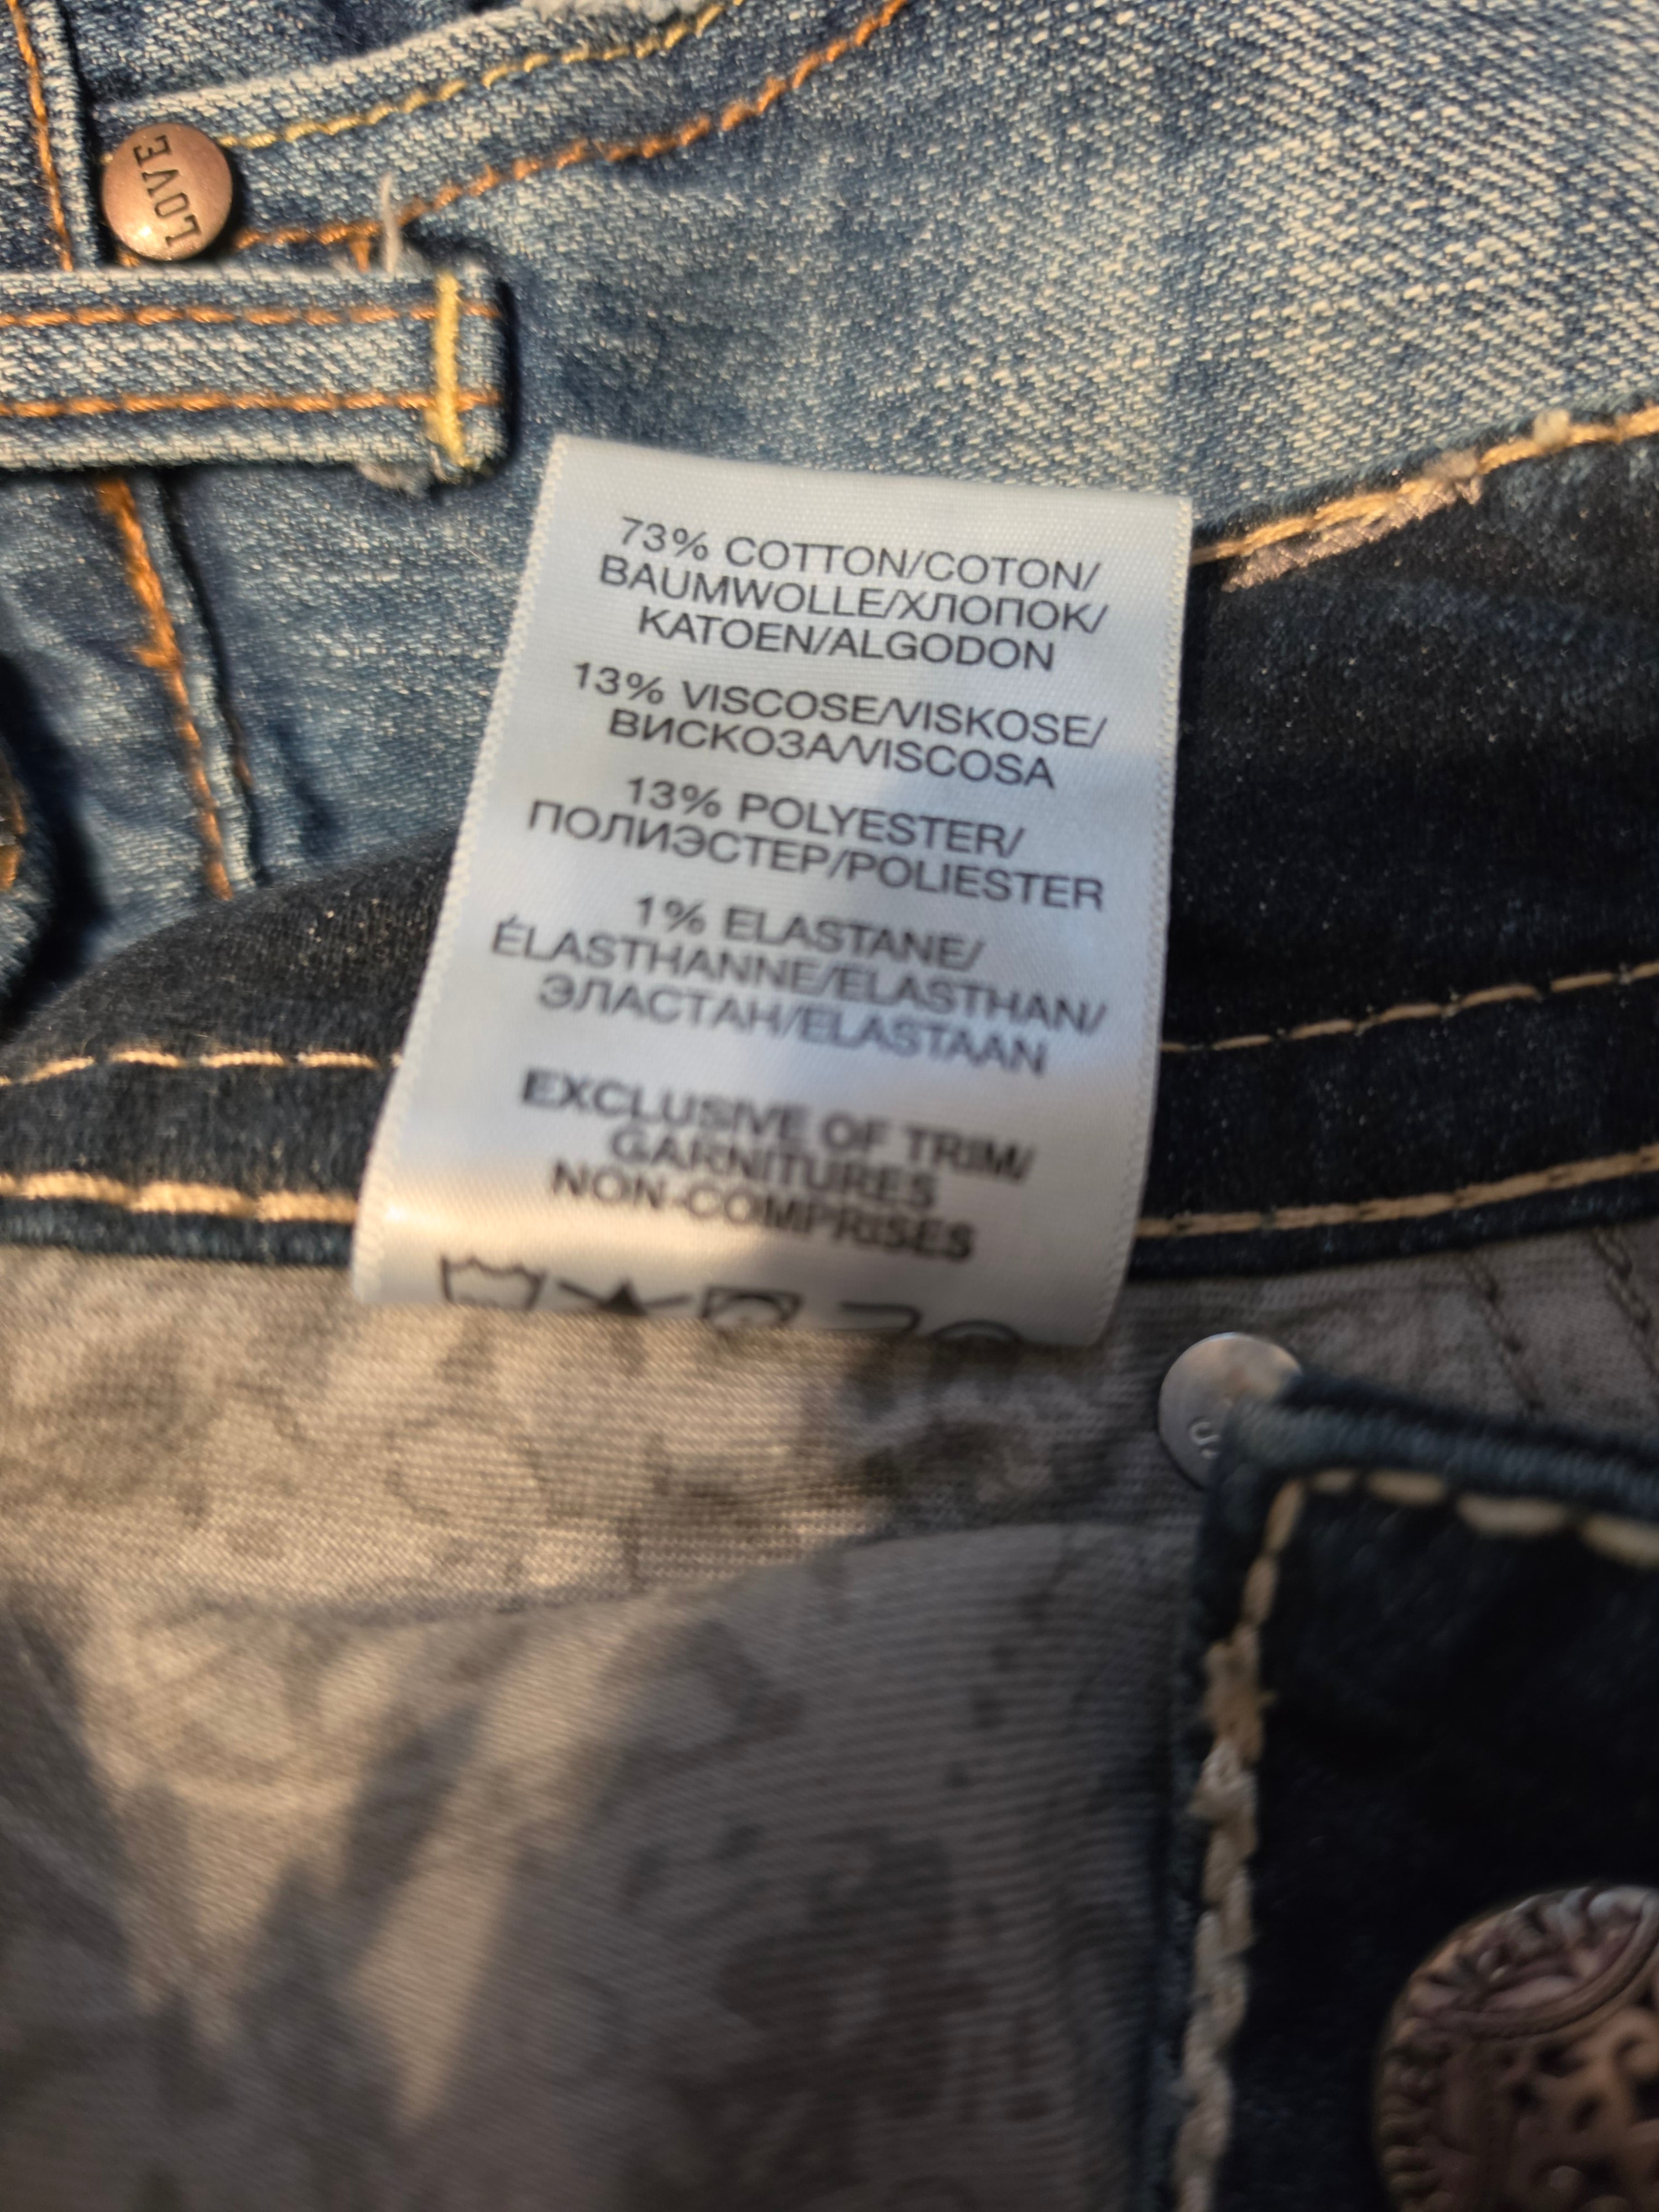 LOVE
73% COTTON/COTON/
BAUMWOLLE/ХЛОПОК/
KATOEN/ALGODON
13% VISCOSE/VISKOSE/
ВИСКОЗА/VISCOSA
13% POLYESTER/
ПОЛИЭСТЕР/POLIESTER
1% ELASTANE/
ÉLASTHANNE/ELASTHAN/
ЭЛАСТАН/ELASTAAN
EXCLUSIVE OF TRIM/
GARNITURES
NON-COMPRISES